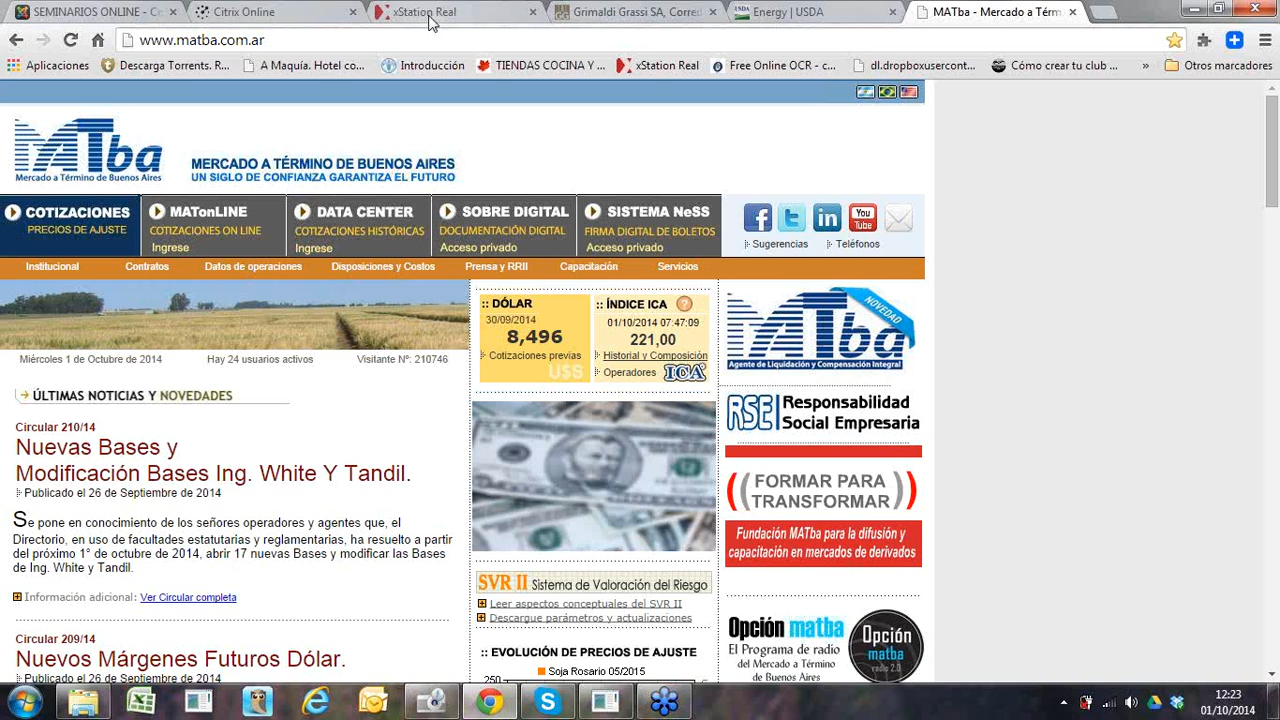 SEMINARIOS ONLINE - Ce
Citrix Online
xStation Real
Grimaldi Grassi SA, Corred
USDA Energy | USDA
MATba - Mercado a Térm
www.matba.com.ar
Aplicaciones
Descarga Torrents. R...
A Maquía. Hotel co...
Introducción
TIENDAS COCINA Y ...
xStation Real
Free Online OCR - c...
dl.dropboxusercont...
Cómo crear tu club ...
»
Otros marcadores
MATba
Mercado a Término de Buenos Aires
MERCADO A TÉRMINO DE BUENOS AIRES
UN SIGLO DE CONFIANZA GARANTIZA EL FUTURO
COTIZACIONES
PRECIOS DE AJUSTE
MATonLINE
COTIZACIONES ON LINE
Ingrese
DATA CENTER
COTIZACIONES HISTÓRICAS
Ingrese
SOBRE DIGITAL
DOCUMENTACIÓN DIGITAL
Acceso privado
SISTEMA NeSS
FIRMA DIGITAL DE BOLETOS
Acceso privado
You Tube
Sugerencias
Teléfonos
Institucional
Contratos
Datos de operaciones
Disposiciones y Costos
Prensa y RRII
Capacitación
Servicios
Miércoles 1 de Octubre de 2014
Hay 24 usuarios activos
Visitante Nº: 210746
ÚLTIMAS NOTICIAS Y NOVEDADES
Circular 210/14
Nuevas Bases y
Modificación Bases Ing. White Y Tandil.
Publicado el 26 de Septiembre de 2014
Se pone en conocimiento de los señores operadores y agentes que, el
Directorio, en uso de facultades estatutarias y reglamentarias, ha resuelto a partir
del próximo 1° de octubre de 2014, abrir 17 nuevas Bases y modificar las Bases
de Ing. White y Tandil.
Información adicional: Ver Circular completa
Circular 209/14
Nuevos Márgenes Futuros Dólar.
Publicado el 26 de Septiembre de 2014
:: DÓLAR
30/09/2014
8,496
Cotizaciones previas
U$S
:: ÍNDICE ICA ?
01/10/2014 07:47:09
221,00
Historial y Composición
Operadores ICA
SVR II Sistema de Valoración del Riesgo
Leer aspectos conceptuales del SVR II
Descargue parámetros y actualizaciones
:: EVOLUCIÓN DE PRECIOS DE AJUSTE
Soja Rosario 05/2015
250
NOVEDAD
MATba
Agente de Liquidación y Compensación Integral
RSE Responsabilidad
Social Empresaria
FORMAR PARA
TRANSFORMAR
Fundación MATba para la difusión y
capacitación en mercados de derivados
Opción matba
El Programa de radio
del Mercado a Término
de Buenos Aires
Opción
matba
radio 2.0
12:23
01/10/2014